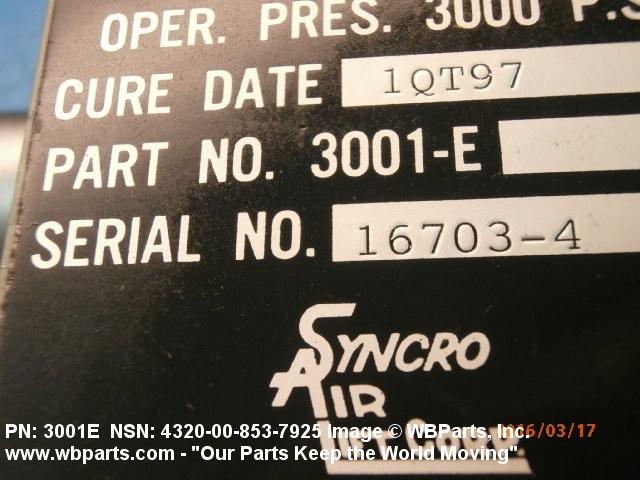 OPER. PRES. 3000 P.S
CURE DATE 1QT97
PART NO. 3001-E
SERIAL NO. 16703-4
SYNCRO
AIR
PN: 3001E NSN: 4320-00-853-7925 Image © WBParts, Inc.
www.wbparts.com - "Our Parts Keep the World Moving"